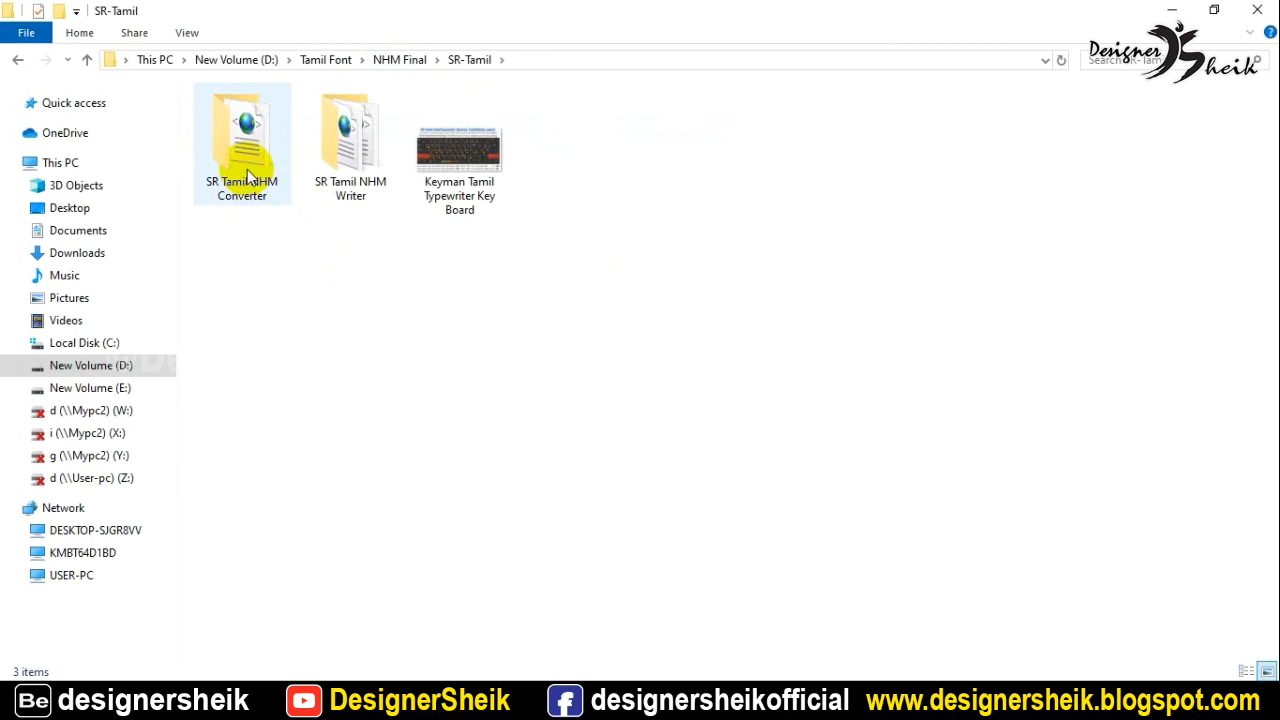 SR-Tamil
File
Home
Share
View
This PC
New Volume (D:)
Tamil Font
NHM Final
SR-Tamil
Designer
Sheik
Quick access
OneDrive
This PC
3D Objects
Desktop
Documents
Downloads
Music
Pictures
Videos
Local Disk (C:)
New Volume (D:)
New Volume (E:)
d (\\Mypc2) (W:)
i (\\Mypc2) (X:)
g (\\Mypc2) (Y:)
d (\\User-pc) (Z:)
Network
DESKTOP-SJGR8VV
KMBT64D1BD
USER-PC
SR Tamil NHM
Converter
SR Tamil NHM
Writer
Keyman Tamil
Typewriter Key
Board
3 items
Be designersheik
DesignerSheik
f designersheikofficial
www.designersheik.blogspot.com